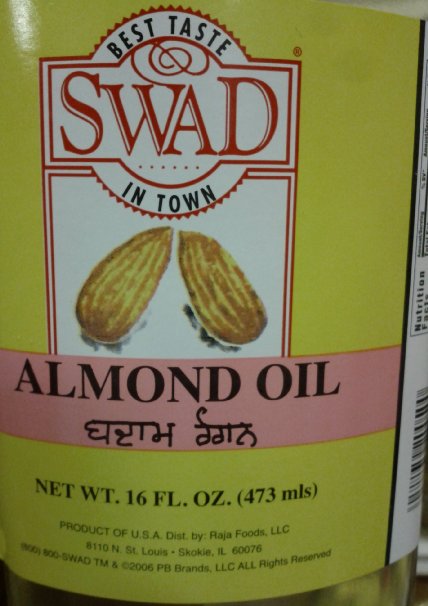 BEST TASTE
SWAD®
IN TOWN
ALMOND OIL
ਬਦਾਮ ਰੋਗਨ
NET WT. 16 FL. OZ. (473 mls)
PRODUCT OF U.S.A. Dist. by: Raja Foods, LLC
8110 N. St. Louis • Skokie, IL 60076
(800) 800-SWAD TM & ©2006 PB Brands, LLC ALL Rights Reserved
Nutrition
Facts
Amount/Serving